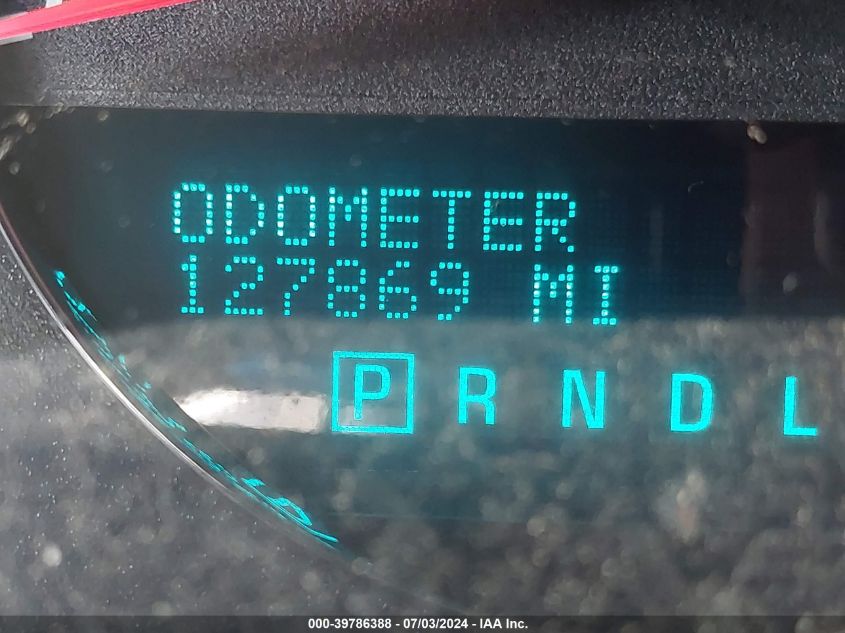 ODOMETER
127869 MI
P R N D L
000-39786388 - 07/03/2024 - IAA Inc.